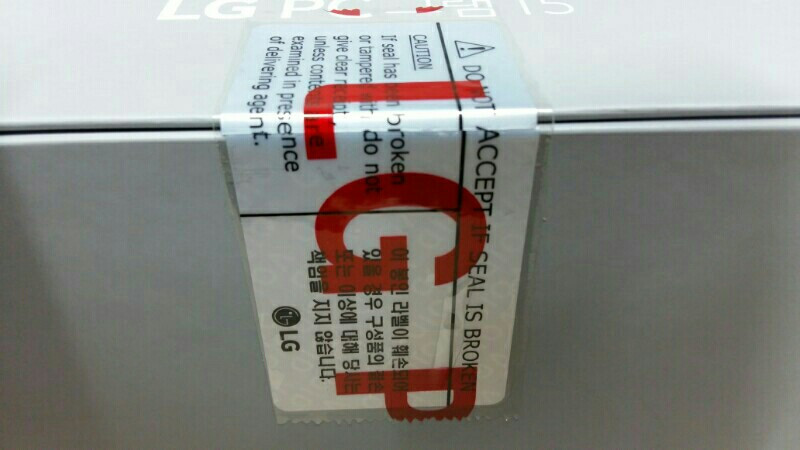 LG PC
15
⚠ DO NOT ACCEPT IF SEAL IS BROKEN
CAUTION
If seal has been broken
or tampered with, do not
give clear receipt
unless contents are
examined in presence
of delivering agent.
이 봉인 라벨이 훼손되어
있을 경우 구성품의
또는 이상에 대해 당사는
책임을 지지 않습니다.
LG
LGP